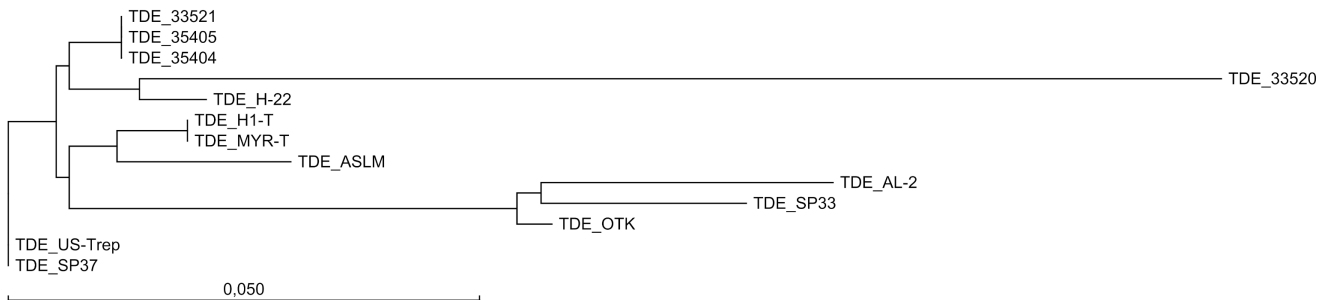 TDE_33521
TDE_35405
TDE_35404
TDE_33520
TDE_H-22
TDE_H1-T
TDE_MYR-T
TDE_ASLM
TDE_AL-2
TDE_SP33
TDE_OTK
TDE_US-Trep
TDE_SP37
0,050